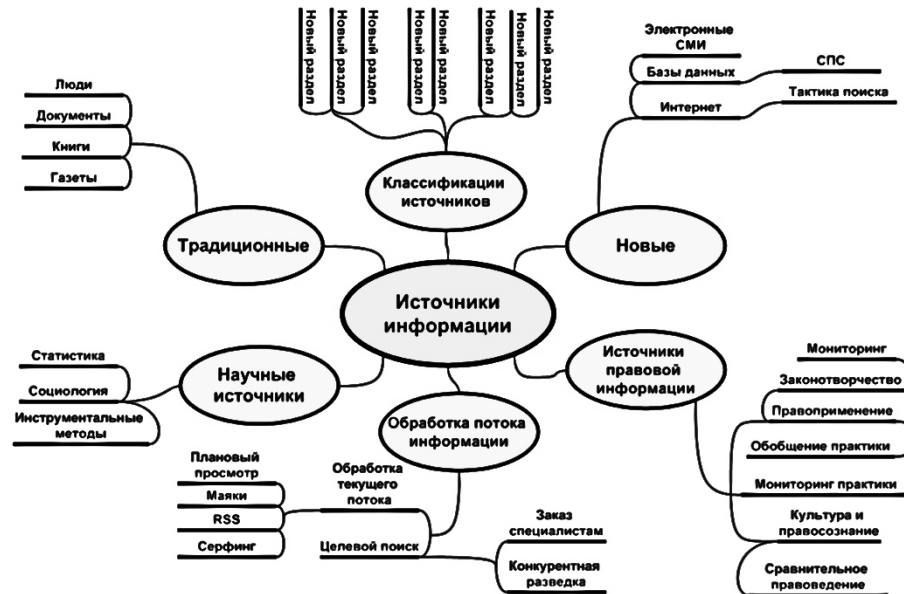 Новый раздел
Новый раздел
Новый раздел
Новый раздел
Новый раздел
Новый раздел
Новый раздел
Новый раздел
Классификации
источников
Люди
Документы
Книги
Газеты
Традиционные
Электронные
СМИ
Базы данных
СПС
Интернет
Тактика поиска
Новые
Источники
информации
Статистика
Социология
Инструментальные
методы
Научные
источники
Источники
правовой
информации
Мониторинг
Законотворчество
Правоприменение
Обобщение практики
Мониторинг практики
Культура и
правосознание
Сравнительное
правоведение
Обработка потока
информации
Плановый
просмотр
Маяки
RSS
Серфинг
Обработка
текущего
потока
Целевой поиск
Заказ
специалистам
Конкурентная
разведка